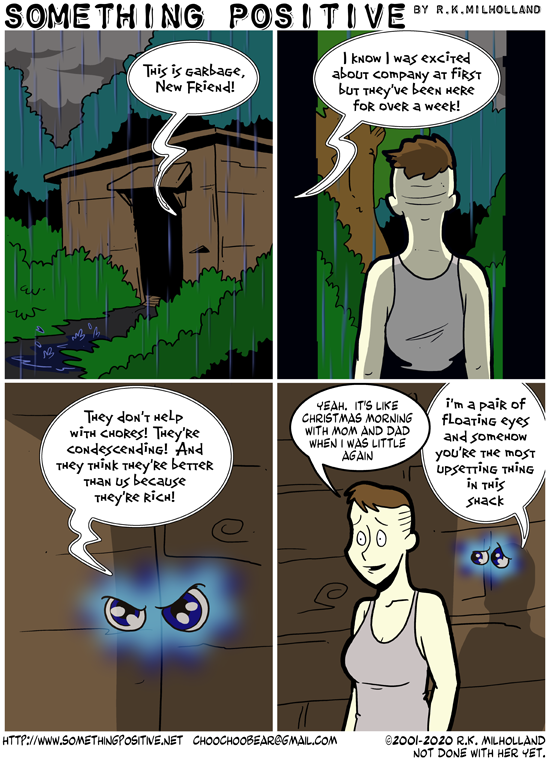 SOMETHING POSITIVE BY R.K.MILHOLLAND
This is garbage,
New Friend!
I know I was excited
about company at first
but they've been here
for over a week!
They don't help
with chores! They're
condescending! And
they think they're better
than us because
they're rich!
YEAH. IT'S LIKE
CHRISTMAS MORNING
WITH MOM AND DAD
WHEN I WAS LITTLE
AGAIN
i'm a pair of
floating eyes
and somehow
you're the most
upsetting thing
in this
shack
HTTP://WWW.SOMETHINGPOSITIVE.NET CHOOCHOOBEAR@GMAIL.COM ©2001-2020 R.K. MILHOLLAND
NOT DONE WITH HER YET.